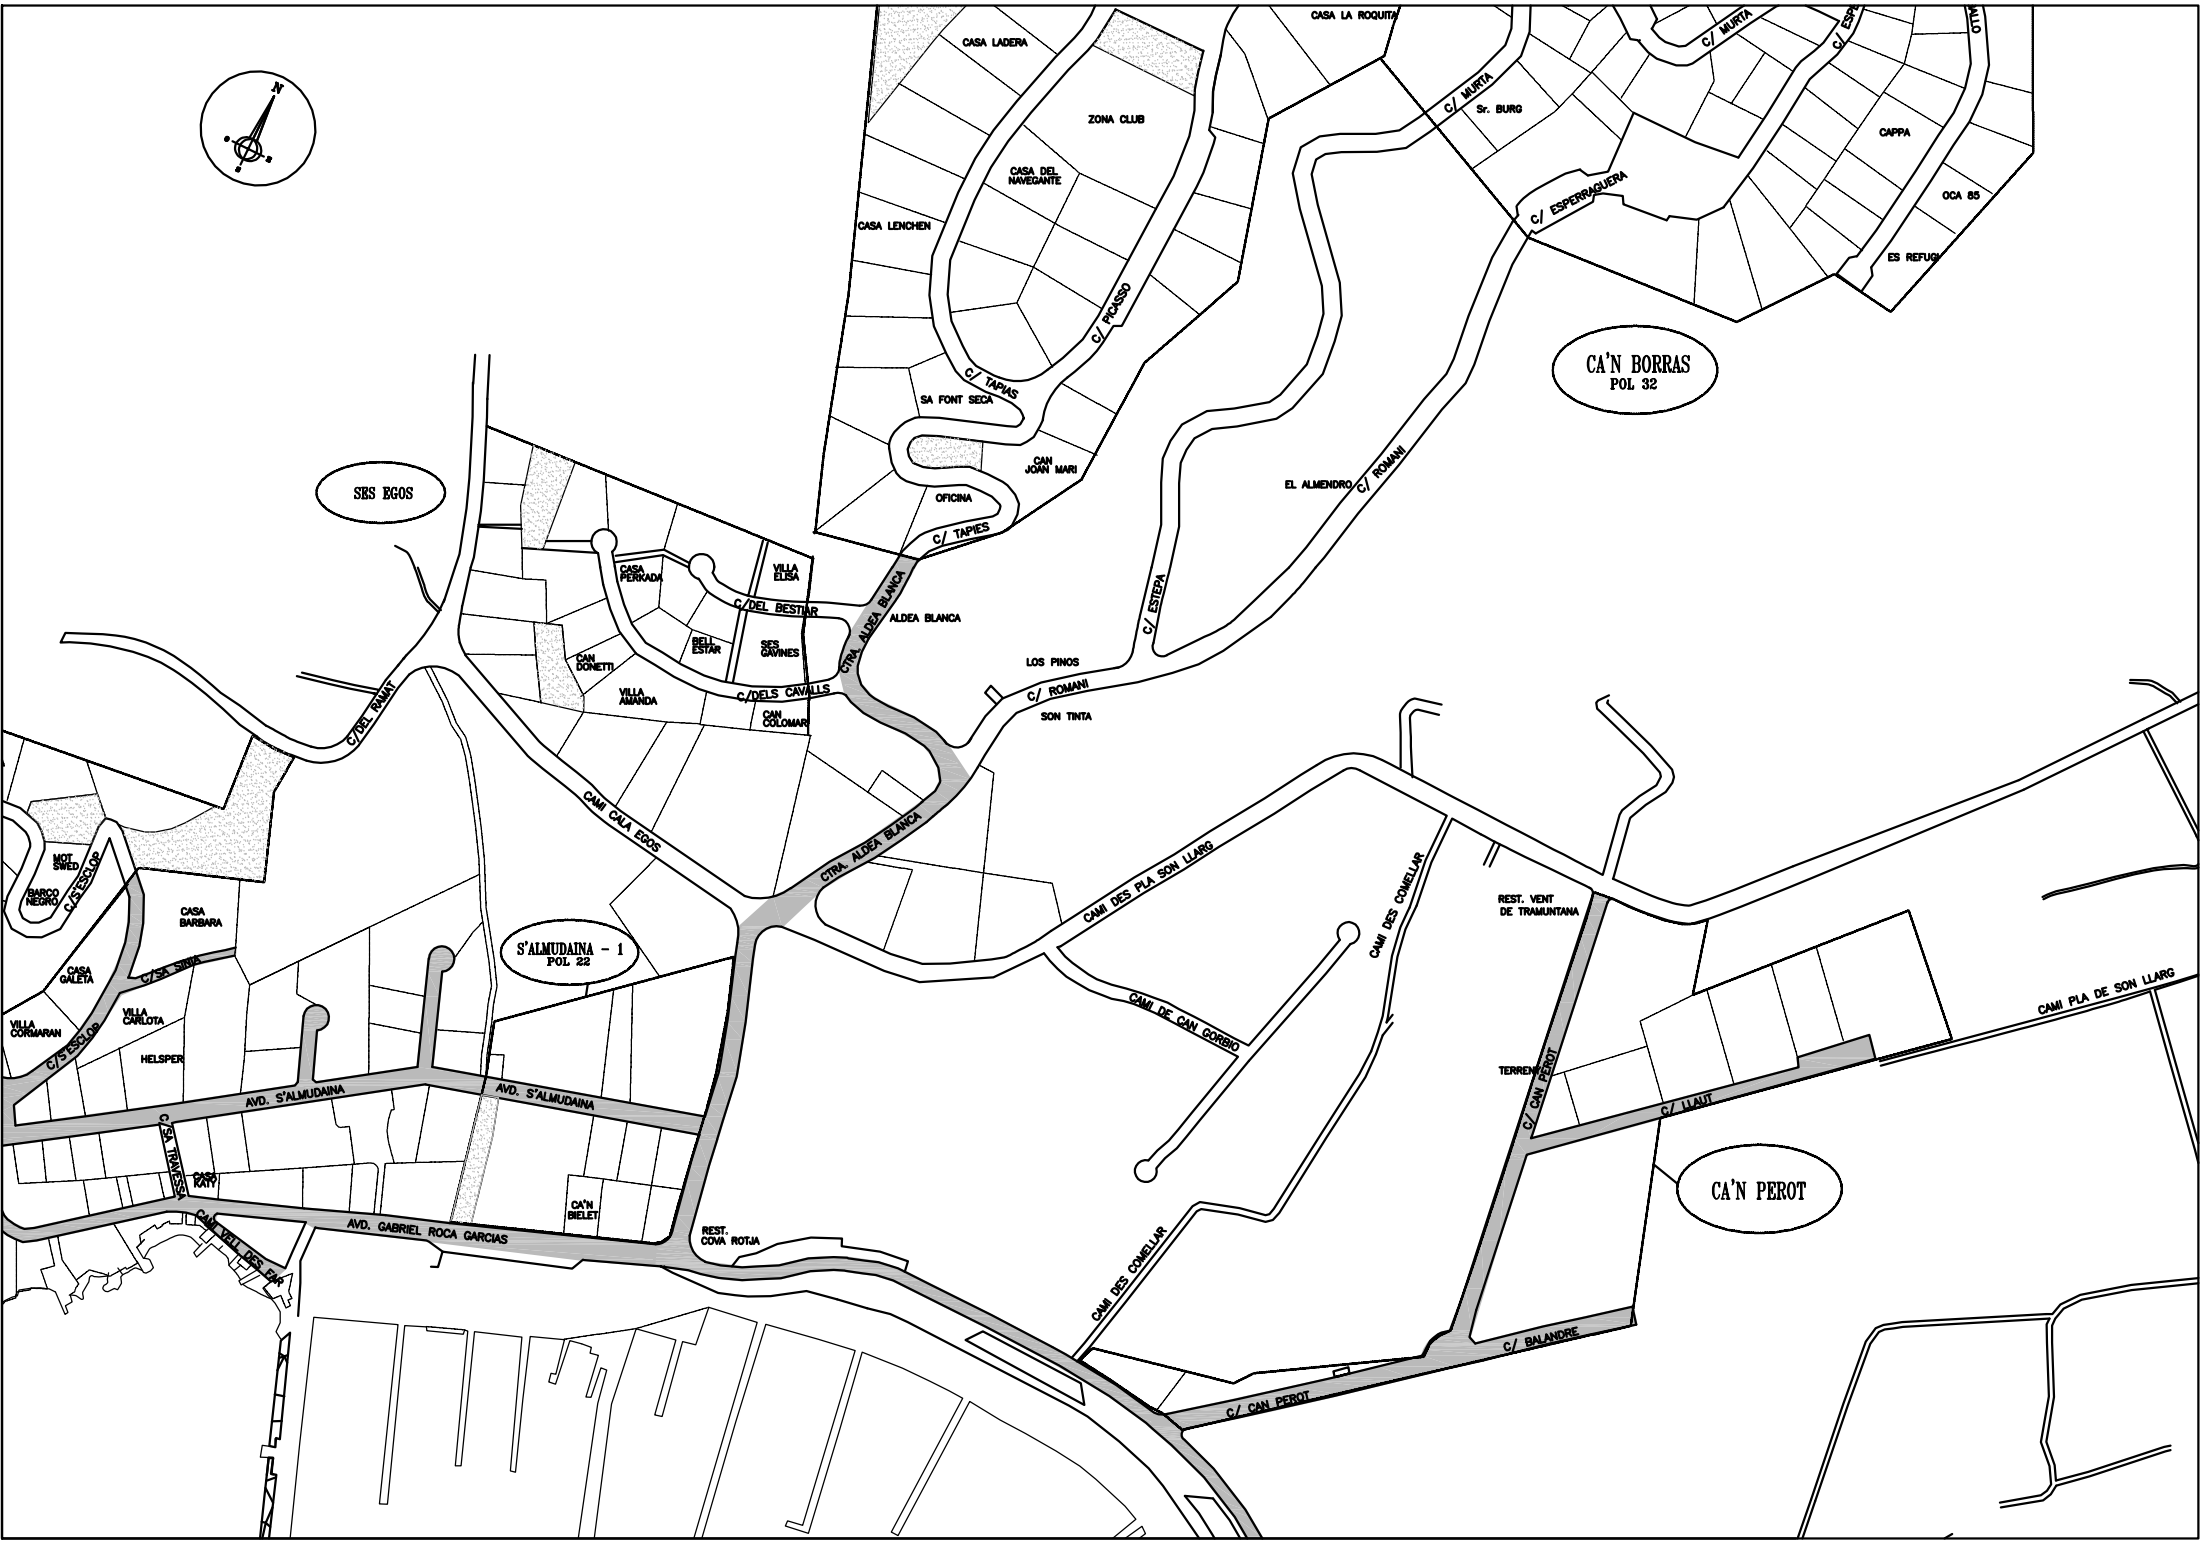 CASA LA ROQUITA
CASA LADERA
C/ MURTA
C/ ESPE
ALLO
N
C/ MURTA
Sr. BURG
ZONA CLUB
CAPPA
CASA DEL
NAVEGANTE
C/ ESPERRAGUERA
OCA 85
CASA LENCHEN
ES REFUGI
C/ PICASSO
CA'N BORRAS
POL 32
C/ TAPIAS
SA FONT SECA
CAN
JOAN MARI
EL ALMENDRO
C/ ROMANI
SES EGOS
OFICINA
C/ TAPIES
CASA
PERKADA
VILLA
ELISA
C/DEL BESTIAR
CTRA. ALDEA BLANCA
ALDEA BLANCA
C/ ESTEPA
BELL
ESTAR
SES
GAVINES
CAN
DONETTI
VILLA
AMANDA
C/DELS CAVALLS
CAN
COLOMAR
LOS PINOS
C/ ROMANI
SON TINTA
C/DEL RAMAT
CAMI CALA EGOS
CTRA. ALDEA BLANCA
CAMI DES PLA SON LLARG
CAMI DES COMELLAR
MOT
SWED
BARCO
NEGRO
C/S'ESCLOP
CASA
BARBARA
REST. VENT
DE TRAMUNTANA
S'ALMUDAINA - 1
POL 22
C/SA SINIA
CASA
GALETA
CAMI PLA DE SON LLARG
VILLA
CORMARAN
VILLA
CARLOTA
C/S'ESCLOP
HELSPER
CAMI DE CAN GORBIO
AVD. S'ALMUDAINA
AVD. S'ALMUDAINA
TERRENY
C/ CAN PEROT
C/ LLAUT
C/SA TRAVESSA
CASA
KATY
CA'N PEROT
CA'N
BIELET
CAMI VELL DES FAR
AVD. GABRIEL ROCA GARCIAS
REST.
COVA ROTJA
CAMI DES COMELLAR
C/ BALANDRE
C/ CAN PEROT